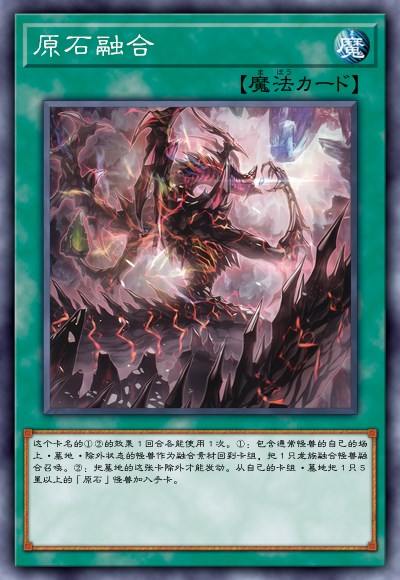 原石融合
魔
【魔法カード】
まほう
这个卡名的①②的效果1回合各能使用1次。①：包含通常怪兽的自己的场
上·墓地·除外状态的怪兽作为融合素材回到卡组，把1只龙族融合怪兽融
合召唤。②：把墓地的这张卡除外才能发动。从自己的卡组·墓地把1只5
星以上的「原石」怪兽加入手卡。